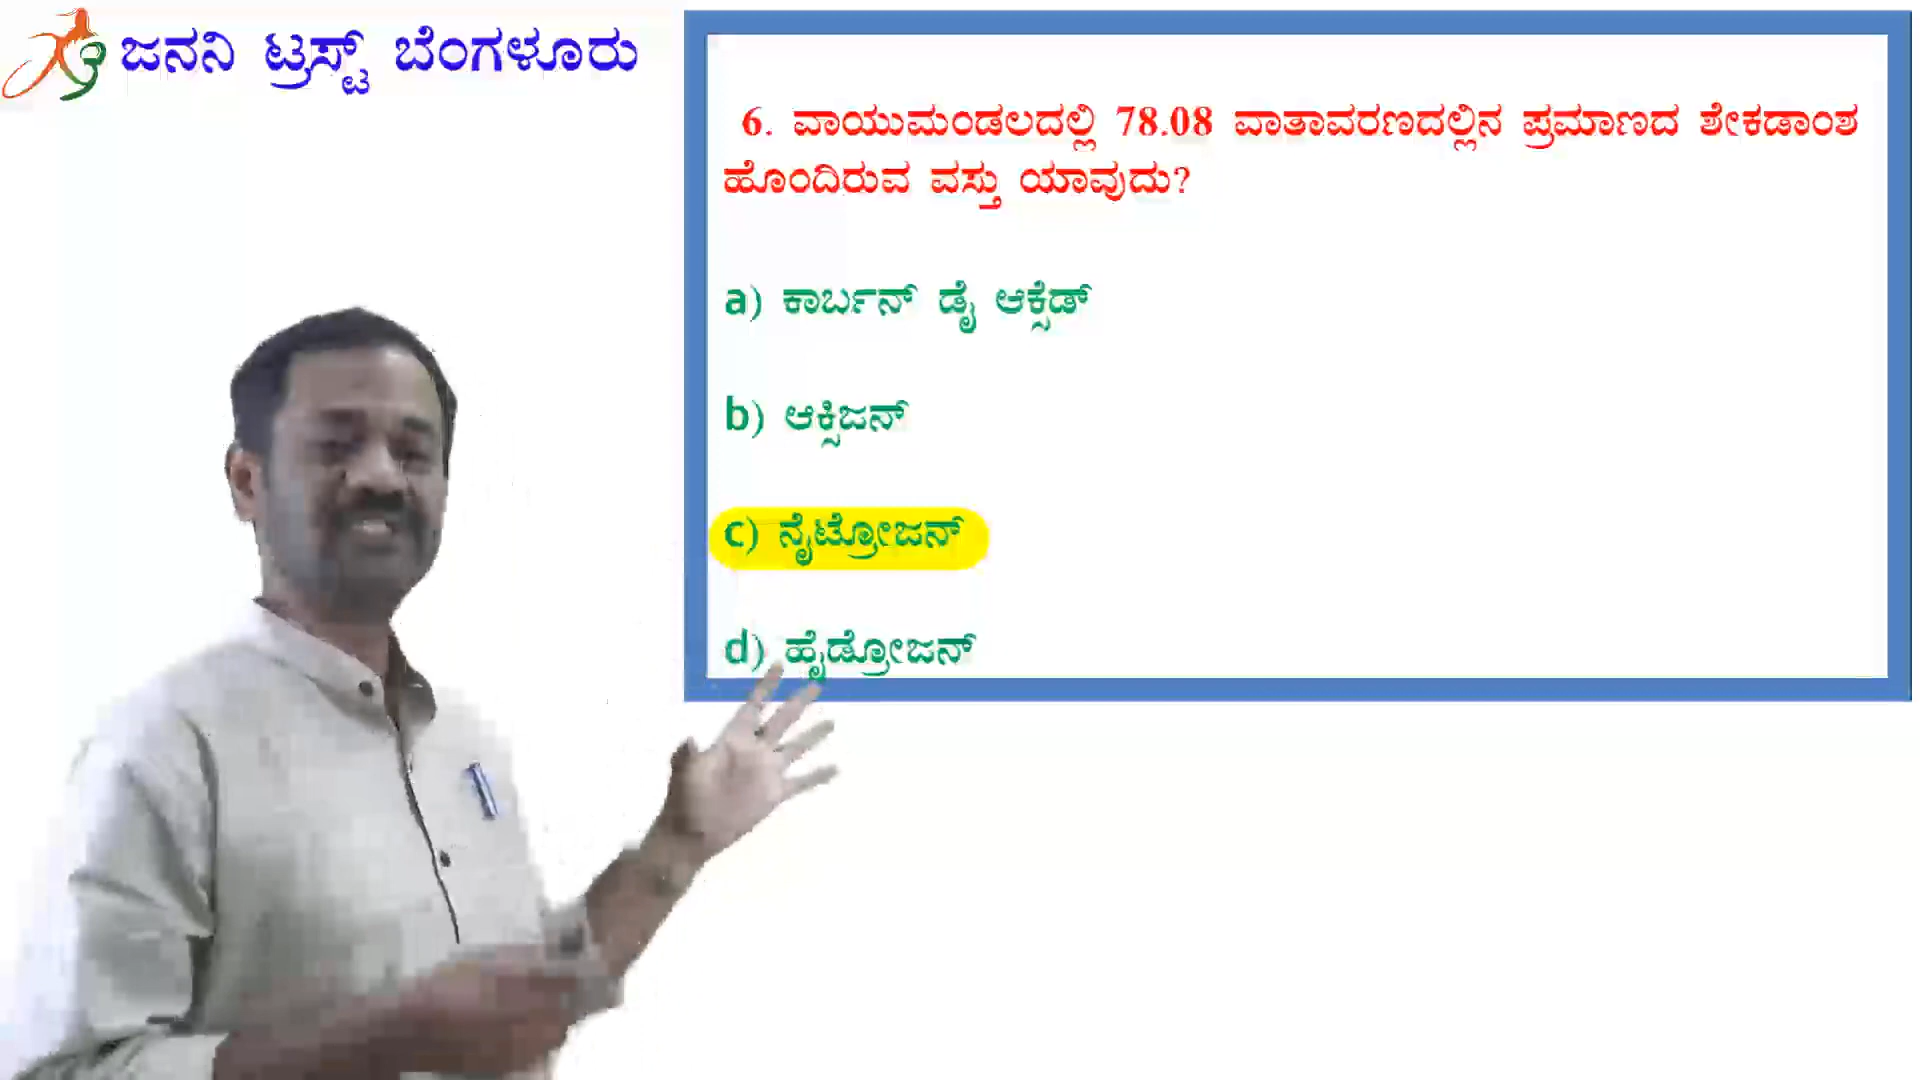 ಜನನಿ ಟ್ರಸ್ಟ್ ಬೆಂಗಳೂರು
6. ವಾಯುಮಂಡಲದಲ್ಲಿ 78.08 ವಾತಾವರಣದಲ್ಲಿನ ಪ್ರಮಾಣದ ಶೇಕಡಾಂಶ
ಹೊಂದಿರುವ ವಸ್ತು ಯಾವುದು?
a) ಕಾರ್ಬನ್ ಡೈ ಆಕ್ಸೆಡ್
b) ಆಕ್ಸಿಜನ್
c) ನೈಟ್ರೋಜನ್
d) ಹೈಡ್ರೋಜನ್